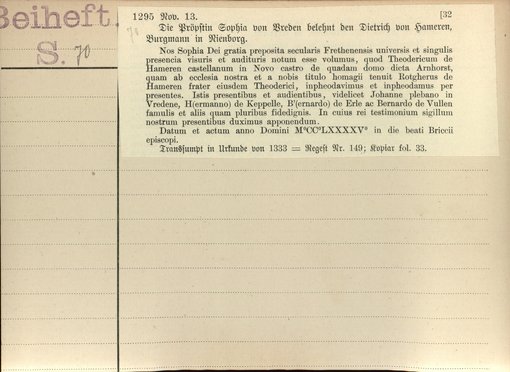 Beiheft.
S. 70
70
1295 Nov. 13. [32
Die Pröpstin Sophia von Vreden belehnt den Dietrich von Hameren,
Burgmann in Nienborg.
Nos Sophia Dei gratia preposita secularis Frethenensis universis et singulis
presencia visuris et audituris notum esse volumus, quod Theodericum de
Hameren castellanum in Novo castro de quadam domo dicta Arnhorst,
quam ab ecclesia nostra et a nobis titulo homagii tenuit Rotgherus de
Hameren frater eiusdem Theoderici, inpheodavimus et inpheodamus per
presentes. Istis presentibus et audientibus, videlicet Johanne plebano in
Vredene, H(ermanno) de Keppelle, B'(ernardo) de Erle ac Bernardo de Vullen
famulis et aliis quam pluribus fidedignis. In cuius rei testimonium sigillum
nostrum presentibus duximus apponendum.
Datum et actum anno Domini M°CC°LXXXXV° in die beati Briccii
episcopi.
Transsumpt in Urkunde von 1333 = Regest Nr. 149; Kopiar fol. 33.